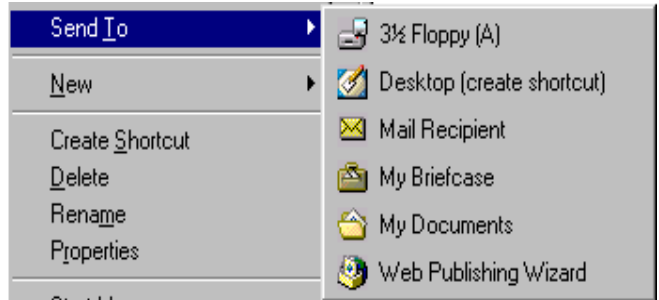 Send To
New
Create Shortcut
Delete
Rename
Properties
3½ Floppy (A)
Desktop (create shortcut)
Mail Recipient
My Briefcase
My Documents
Web Publishing Wizard